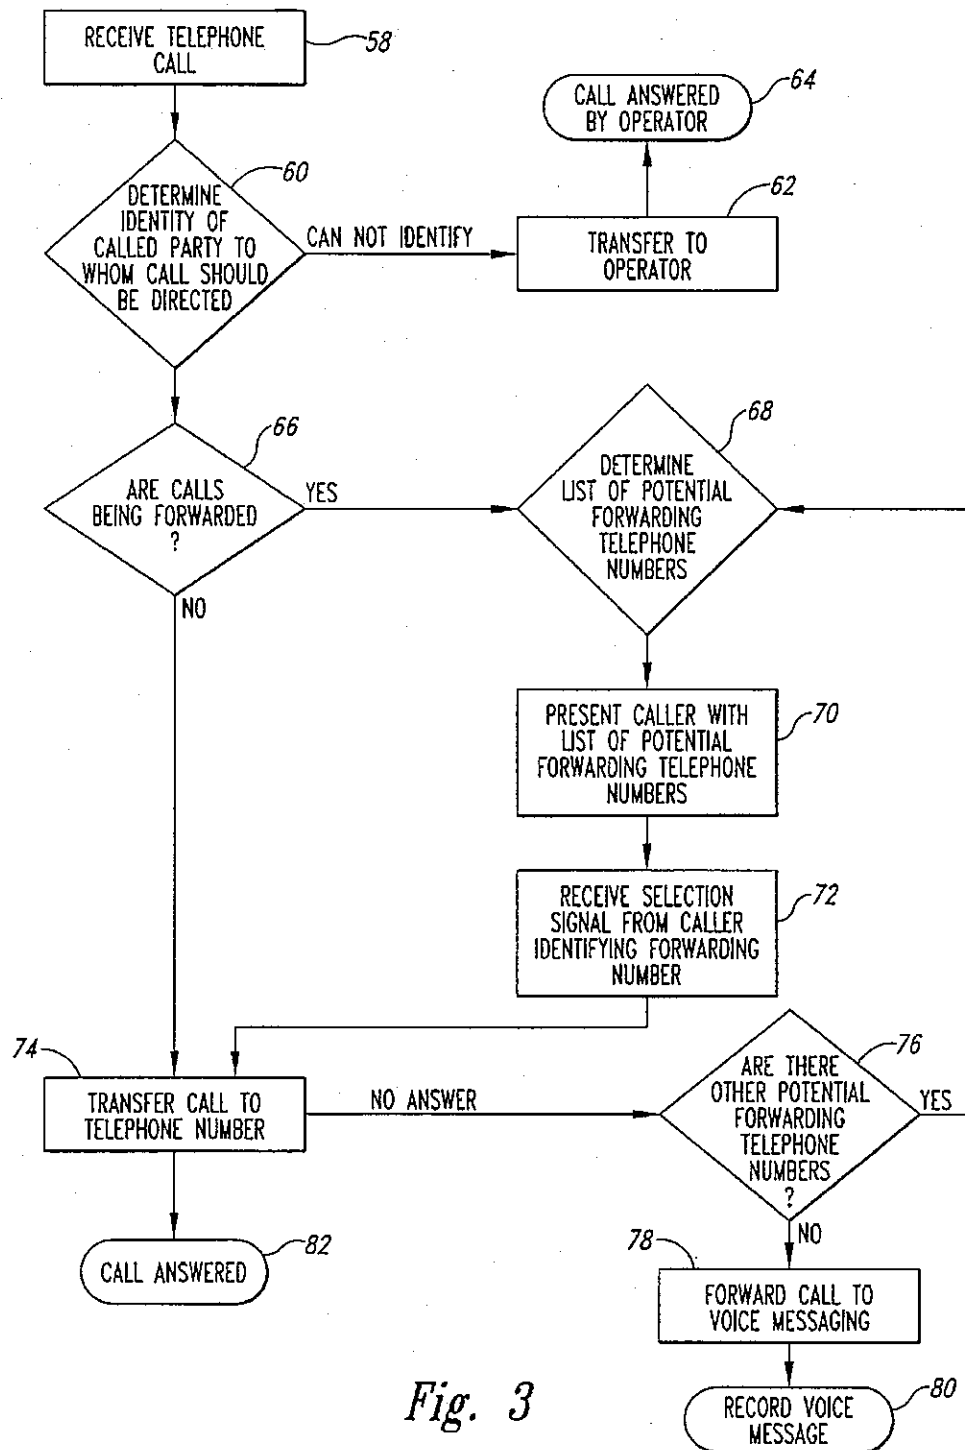 RECEIVE TELEPHONE
CALL
58
CALL ANSWERED
BY OPERATOR
64
60
DETERMINE
IDENTITY OF
CALLED PARTY TO
WHOM CALL SHOULD
BE DIRECTED
CAN NOT IDENTIFY
62
TRANSFER TO
OPERATOR
66
ARE CALLS
BEING FORWARDED
?
YES
NO
68
DETERMINE
LIST OF POTENTIAL
FORWARDING
TELEPHONE
NUMBERS
PRESENT CALLER WITH
LIST OF POTENTIAL
FORWARDING TELEPHONE
NUMBERS
70
RECEIVE SELECTION
SIGNAL FROM CALLER
IDENTIFYING FORWARDING
NUMBER
72
74
TRANSFER CALL TO
TELEPHONE NUMBER
NO ANSWER
76
ARE THERE
OTHER POTENTIAL
FORWARDING
TELEPHONE
NUMBERS
?
YES
NO
82
CALL ANSWERED
78
FORWARD CALL TO
VOICE MESSAGING
80
RECORD VOICE
MESSAGE
Fig. 3